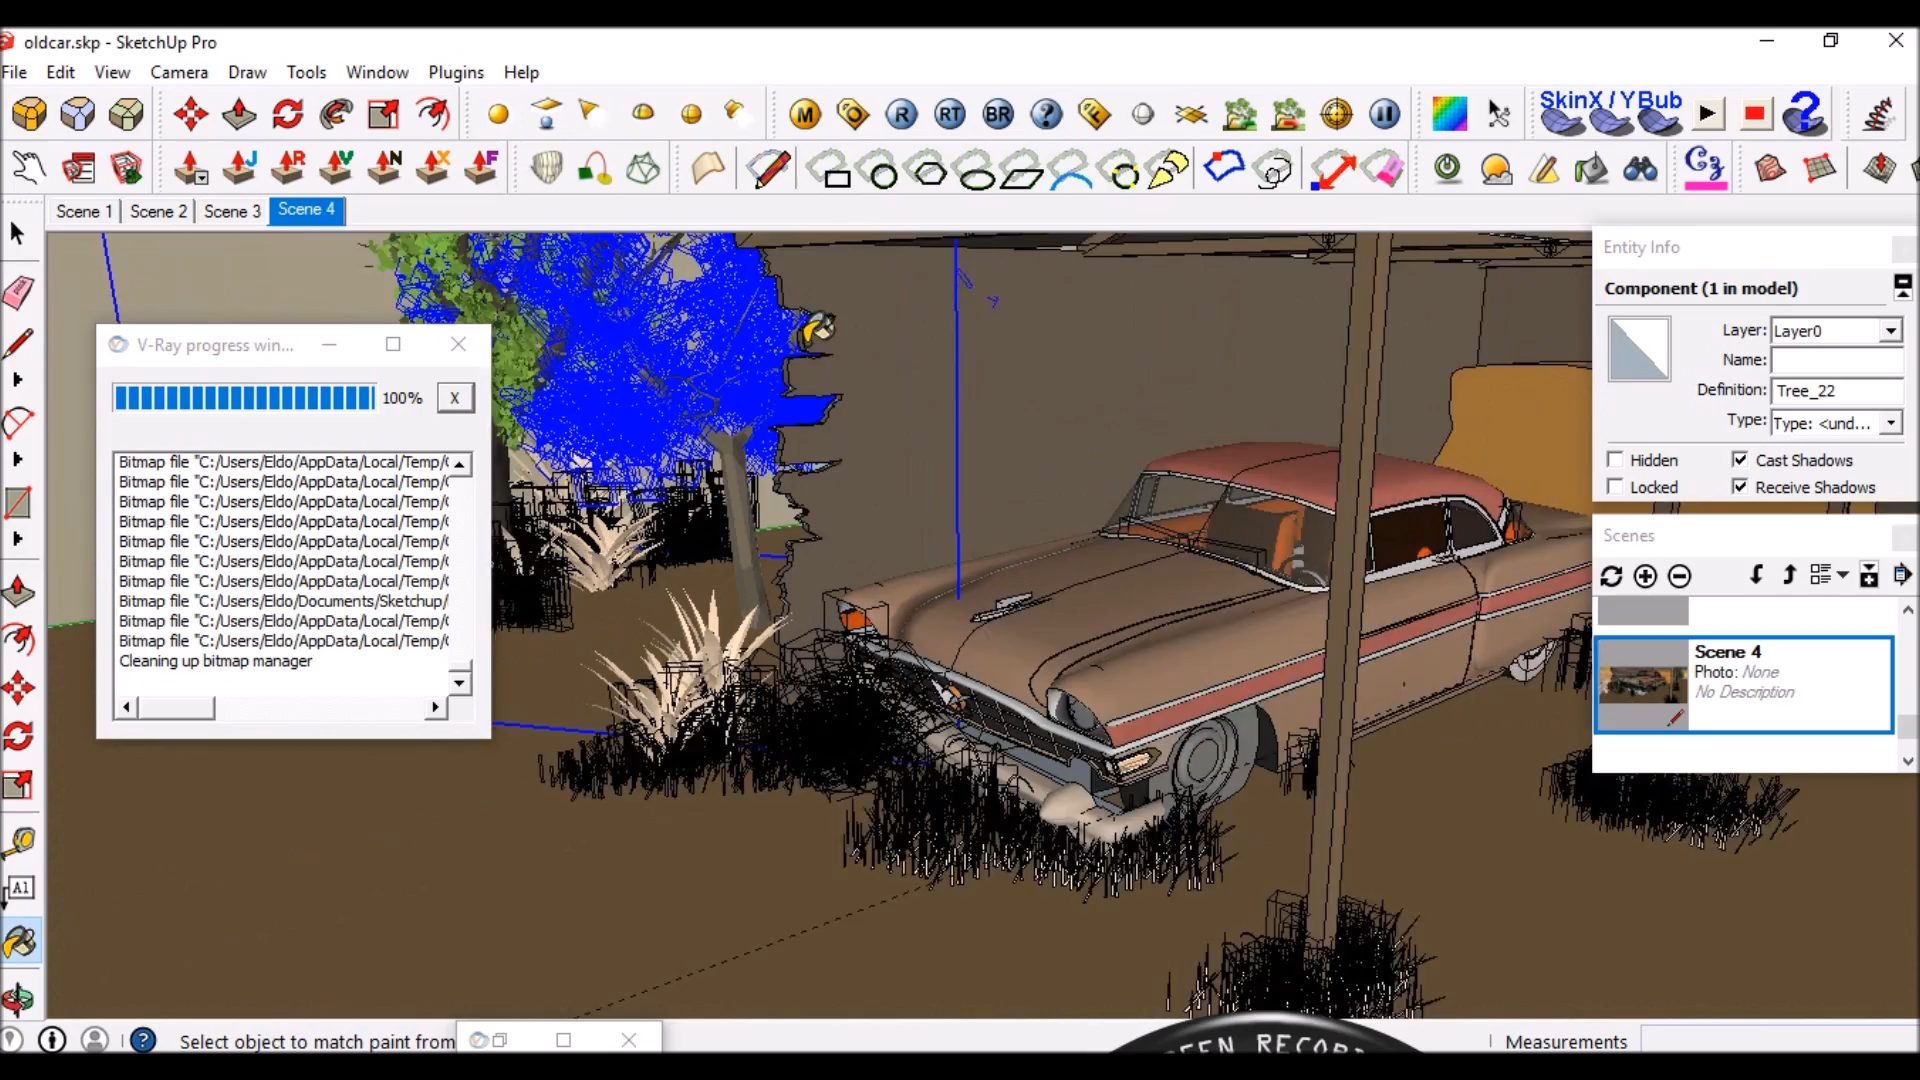 oldcar.skp - SketchUp Pro
File Edit View Camera Draw Tools Window Plugins Help
M R RT BR ? F SkinX / YBub ?
J R V N X F Cz
Scene 1 Scene 2 Scene 3 Scene 4
Entity Info
Component (1 in model)
Layer: Layer0
Name:
Definition: Tree_22
Type: Type: <und...
Hidden Cast Shadows
Locked Receive Shadows
V-Ray progress win...
100% X
Bitmap file "C:/Users/Eldo/AppData/Local/Temp/
Bitmap file "C:/Users/Eldo/AppData/Local/Temp/
Bitmap file "C:/Users/Eldo/AppData/Local/Temp/
Bitmap file "C:/Users/Eldo/AppData/Local/Temp/
Bitmap file "C:/Users/Eldo/AppData/Local/Temp/
Bitmap file "C:/Users/Eldo/AppData/Local/Temp/
Bitmap file "C:/Users/Eldo/AppData/Local/Temp/
Bitmap file "C:/Users/Eldo/Documents/Sketchup/
Bitmap file "C:/Users/Eldo/AppData/Local/Temp/
Bitmap file "C:/Users/Eldo/AppData/Local/Temp/
Cleaning up bitmap manager
Scenes
Scene 4
Photo: None
No Description
A1
Select object to match paint from
Measurements